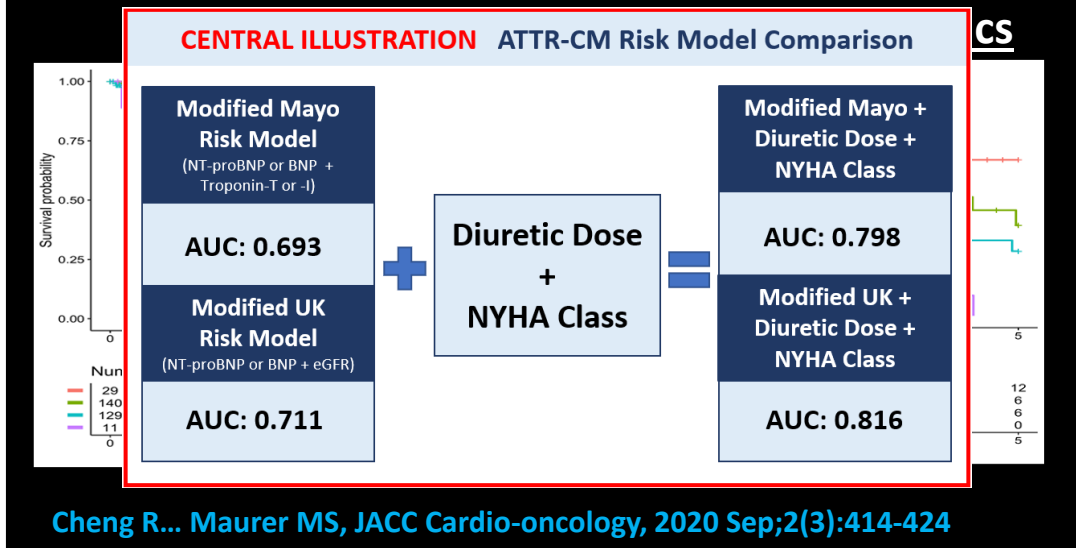 CS
CENTRAL ILLUSTRATION ATTR-CM Risk Model Comparison
Modified Mayo
Risk Model
(NT-proBNP or BNP +
Troponin-T or -I)
AUC: 0.693
Modified UK
Risk Model
(NT-proBNP or BNP + eGFR)
AUC: 0.711
Diuretic Dose
+
NYHA Class
Modified Mayo +
Diuretic Dose +
NYHA Class
AUC: 0.798
Modified UK +
Diuretic Dose +
NYHA Class
AUC: 0.816
Survival probability
1.00
0.75
0.50
0.25
0.00
0
5
Num
29
140
129
11
0
12
6
6
0
5
Cheng R... Maurer MS, JACC Cardio-oncology, 2020 Sep;2(3):414-424